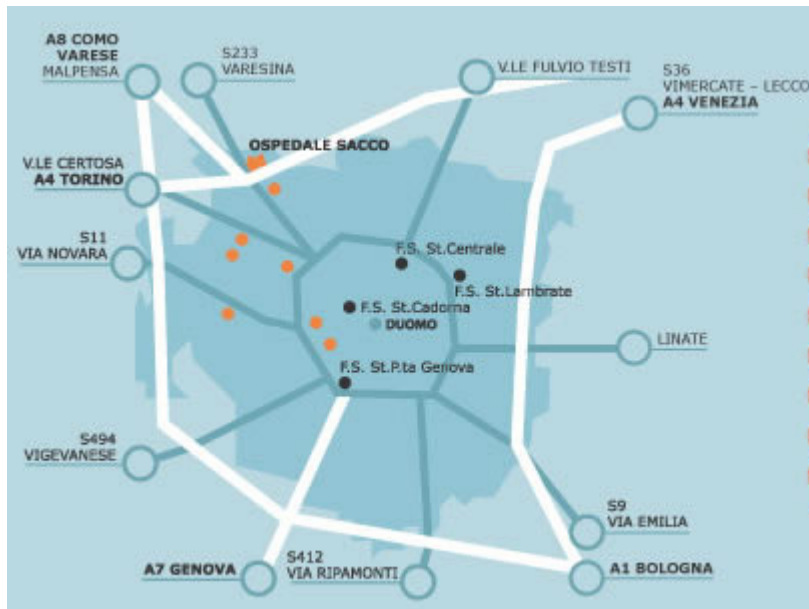 A8 COMO
VARESE
MALPENSA
S233
VARESINA
V.LE FULVIO TESTI
S36
VIMERCATE – LECCO
A4 VENEZIA
OSPEDALE SACCO
V.LE CERTOSA
A4 TORINO
S11
VIA NOVARA
F.S. St.Centrale
F.S. St.Lambrate
F.S. St.Cadorna
DUOMO
LINATE
F.S. St.P.ta Genova
S494
VIGEVANESE
S9
VIA EMILIA
A7 GENOVA
S412
VIA RIPAMONTI
A1 BOLOGNA